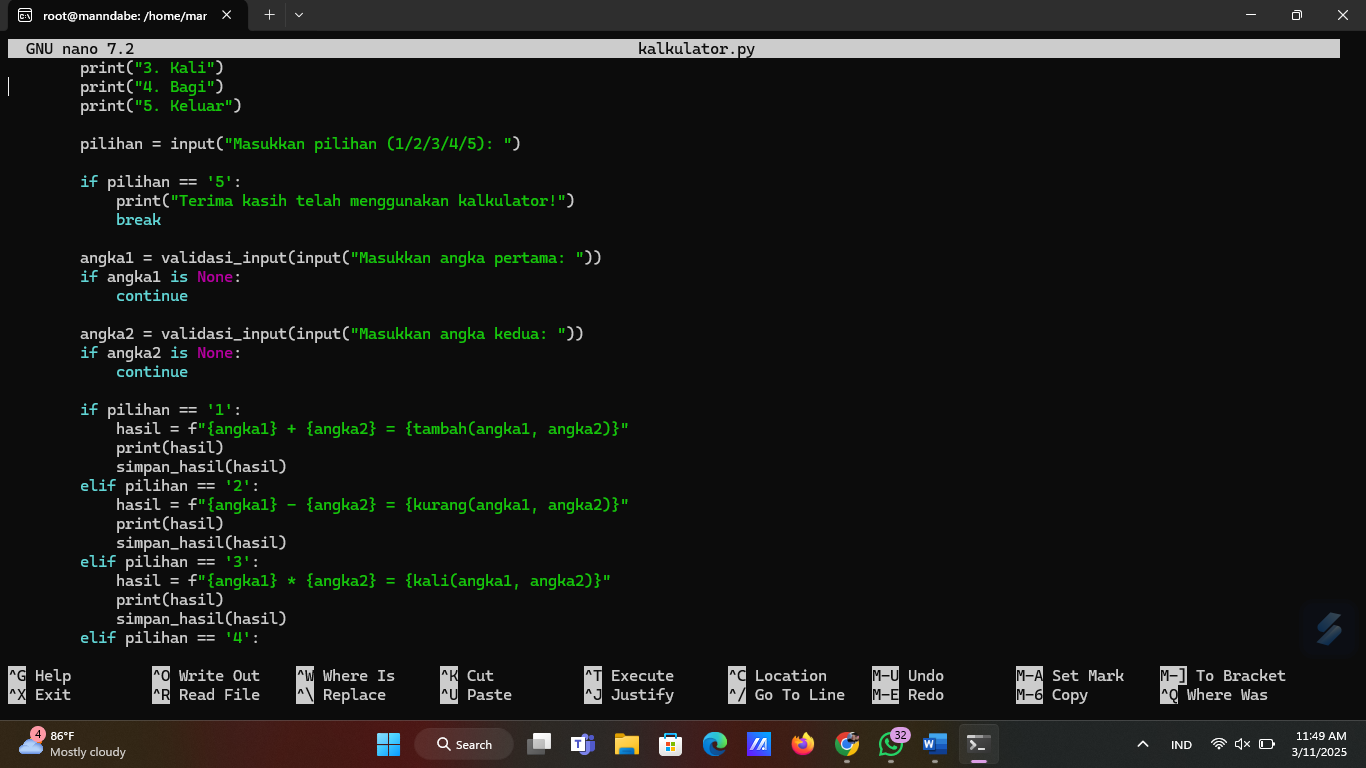 root@manndabe: /home/mar
GNU nano 7.2 kalkulator.py
print("3. Kali")
print("4. Bagi")
print("5. Keluar")
pilihan = input("Masukkan pilihan (1/2/3/4/5): ")
if pilihan == '5':
print("Terima kasih telah menggunakan kalkulator!")
break
angka1 = validasi_input(input("Masukkan angka pertama: "))
if angka1 is None:
continue
angka2 = validasi_input(input("Masukkan angka kedua: "))
if angka2 is None:
continue
if pilihan == '1':
hasil = f"{angka1} + {angka2} = {tambah(angka1, angka2)}"
print(hasil)
simpan_hasil(hasil)
elif pilihan == '2':
hasil = f"{angka1} - {angka2} = {kurang(angka1, angka2)}"
print(hasil)
simpan_hasil(hasil)
elif pilihan == '3':
hasil = f"{angka1} * {angka2} = {kali(angka1, angka2)}"
print(hasil)
simpan_hasil(hasil)
elif pilihan == '4':
^G Help ^O Write Out ^W Where Is ^K Cut ^T Execute ^C Location M-U Undo M-A Set Mark M-] To Bracket
^X Exit ^R Read File ^\ Replace ^U Paste ^J Justify ^/ Go To Line M-E Redo M-6 Copy ^Q Where Was
4 86°F
Mostly cloudy
Search
32
IND
11:49 AM
3/11/2025